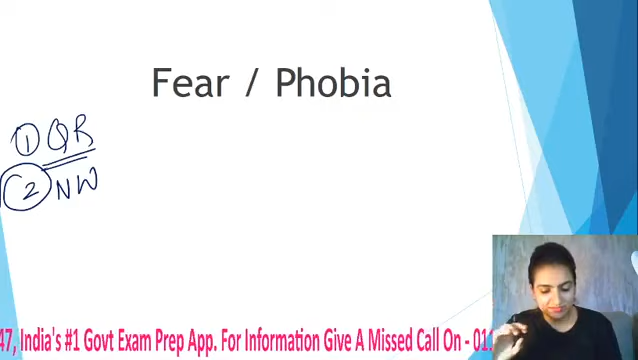 Fear / Phobia
① QR
② NW
47, India's #1 Govt Exam Prep App. For Information Give A Missed Call On - 01